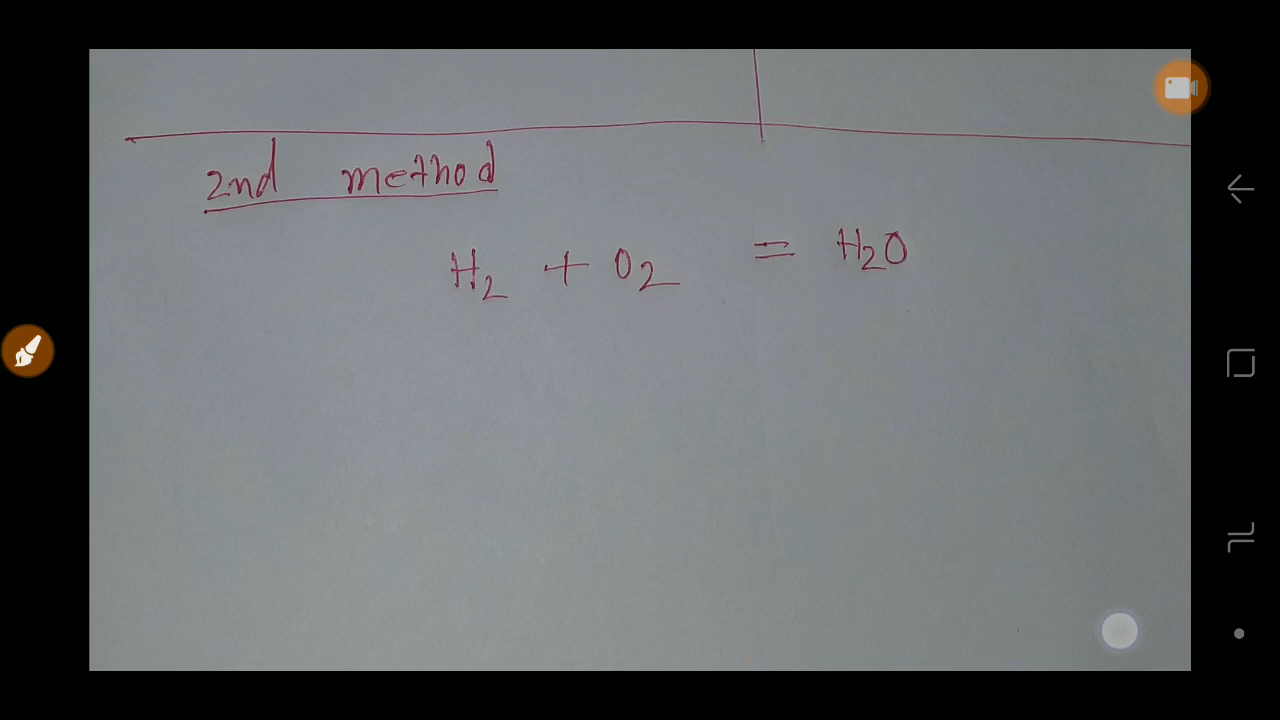 2nd method
H₂ + O₂ = H₂O